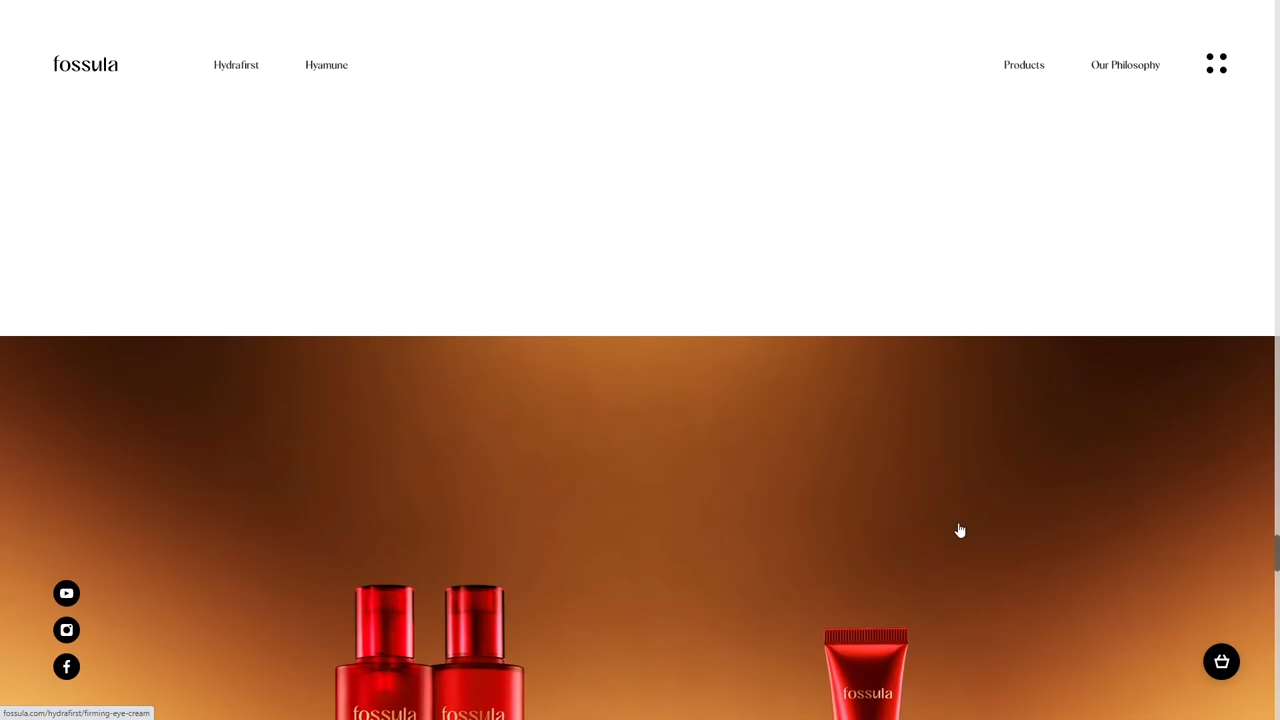 fossula
Hydrafirst
Hyamune
Products
Our Philosophy
fossula
fossula
fossula
fossula.com/hydrafirst/firming-eye-cream